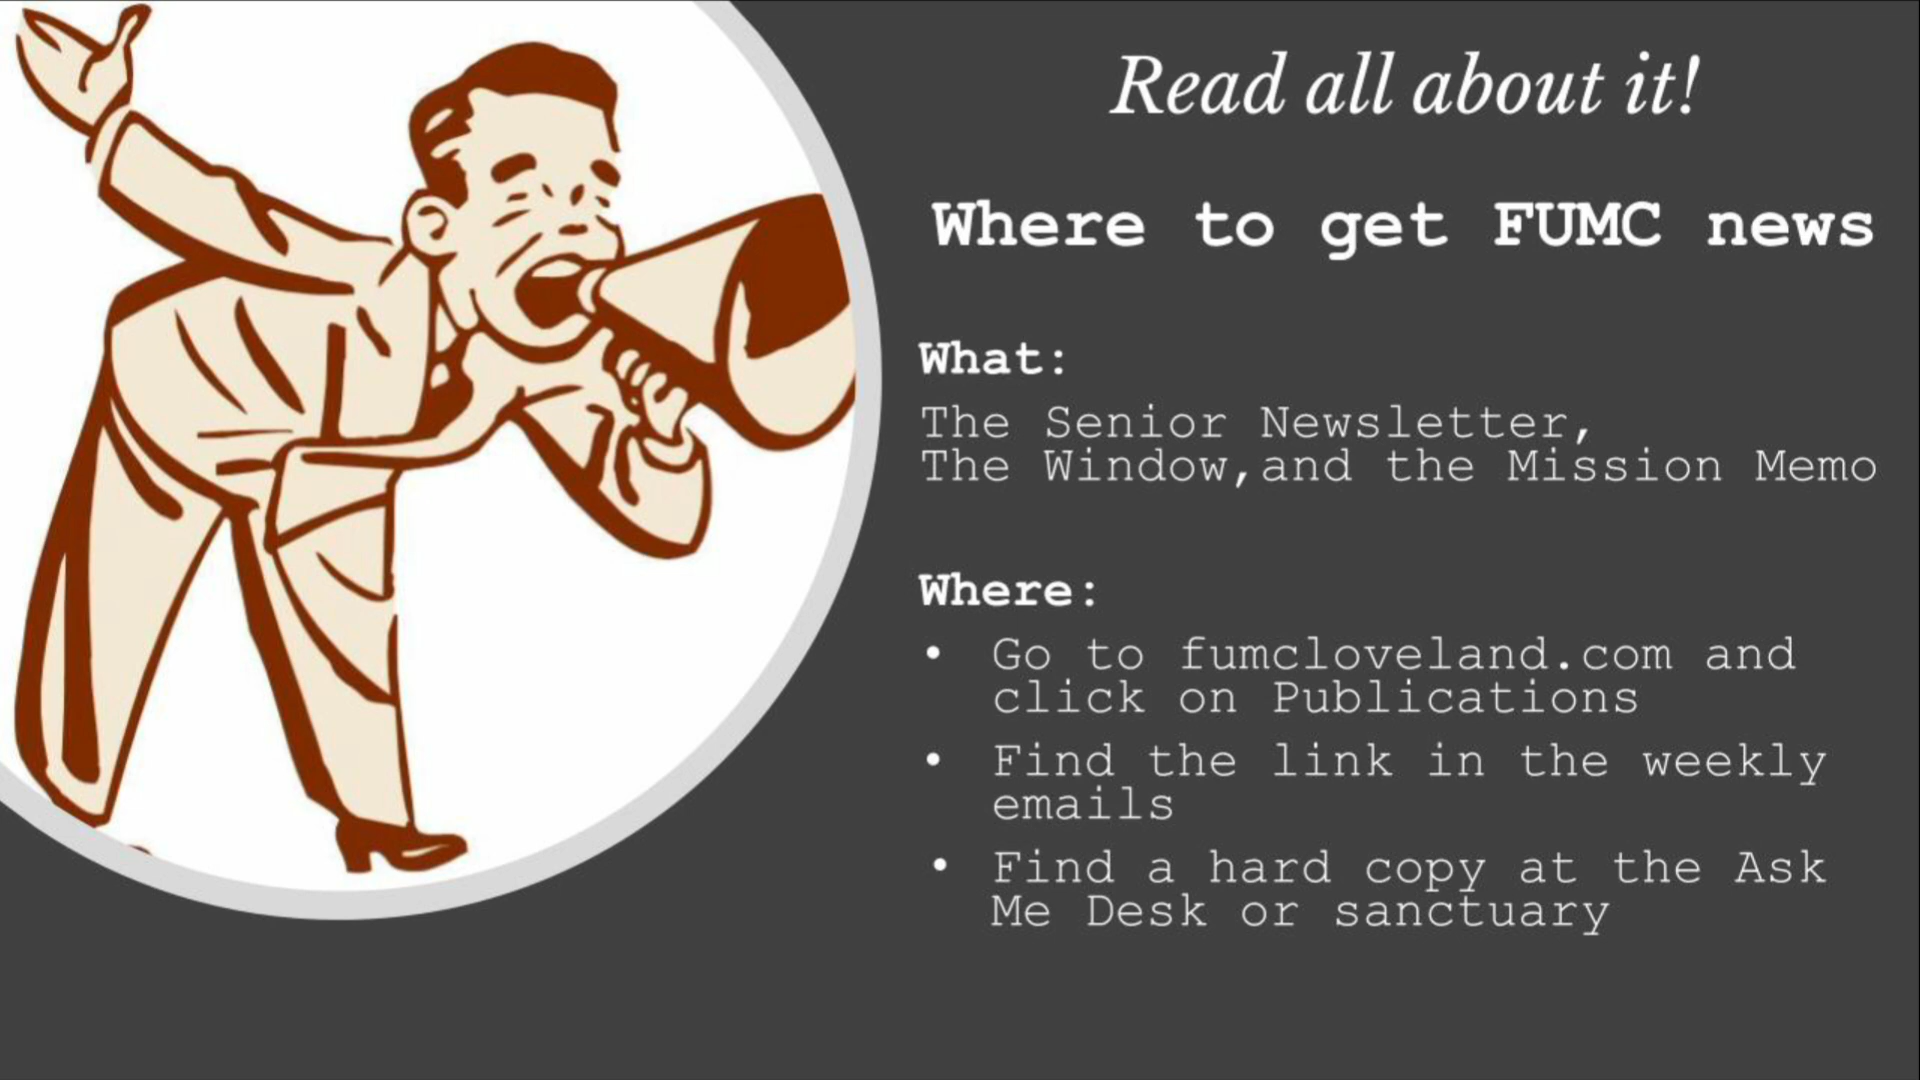 Read all about it!
Where to get FUMC news
What:
The Senior Newsletter,
The Window,and the Mission Memo
Where:
• Go to fumcloveland.com and
click on Publications
• Find the link in the weekly
emails
• Find a hard copy at the Ask
Me Desk or sanctuary